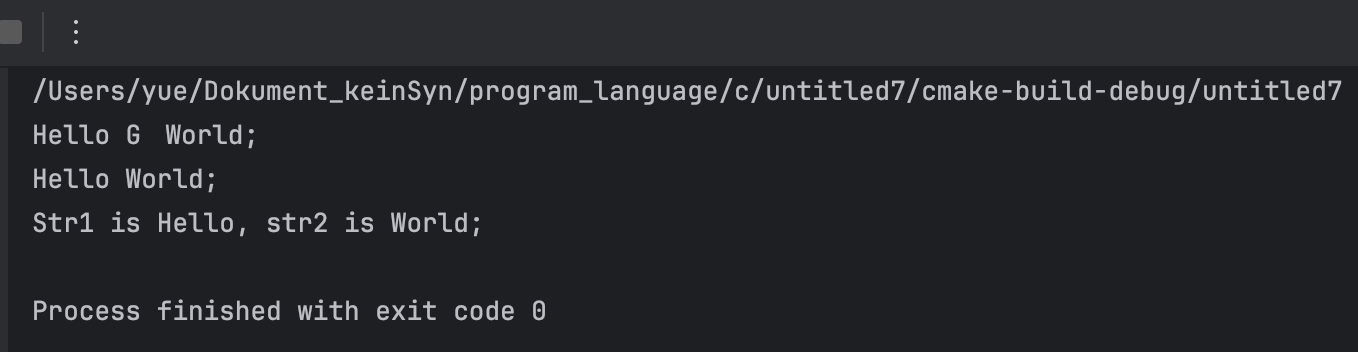 /Users/yue/Dokument_keinSyn/program_language/c/untitled7/cmake-build-debug/untitled7
Hello G  World;
Hello World;
Str1 is Hello, str2 is World;
Process finished with exit code 0